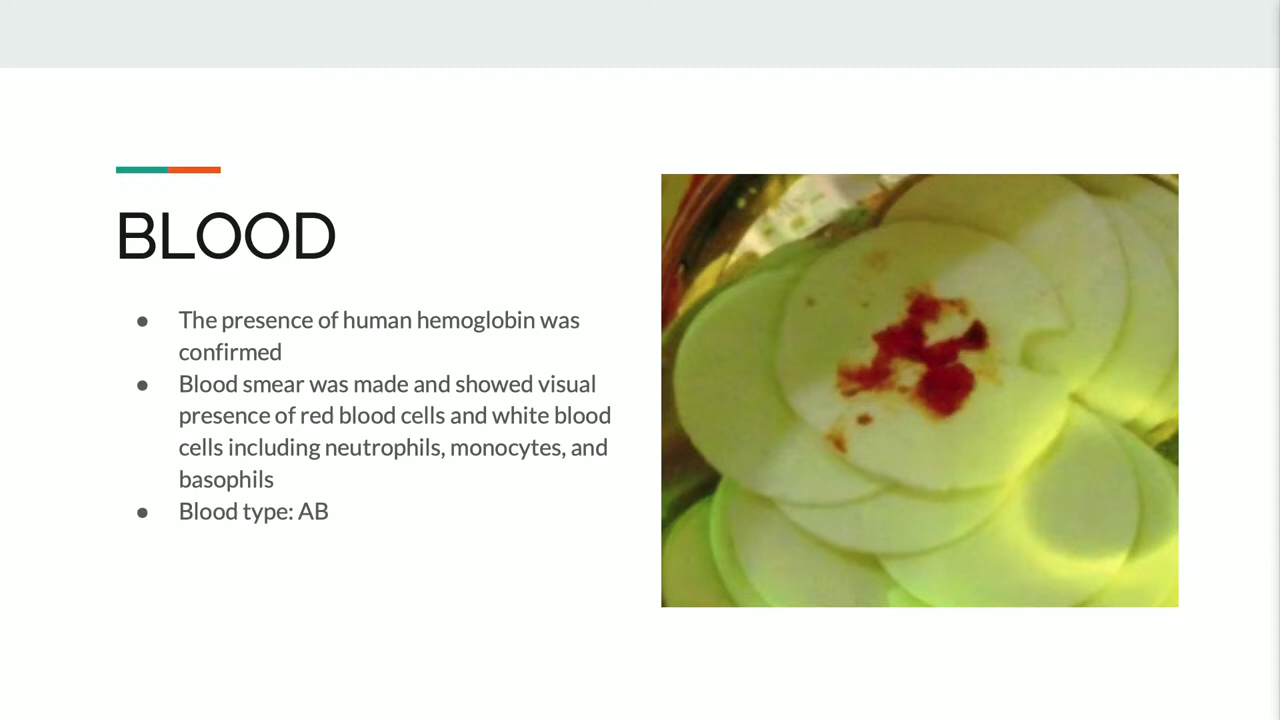 BLOOD
● The presence of human hemoglobin was
confirmed
● Blood smear was made and showed visual
presence of red blood cells and white blood
cells including neutrophils, monocytes, and
basophils
● Blood type: AB